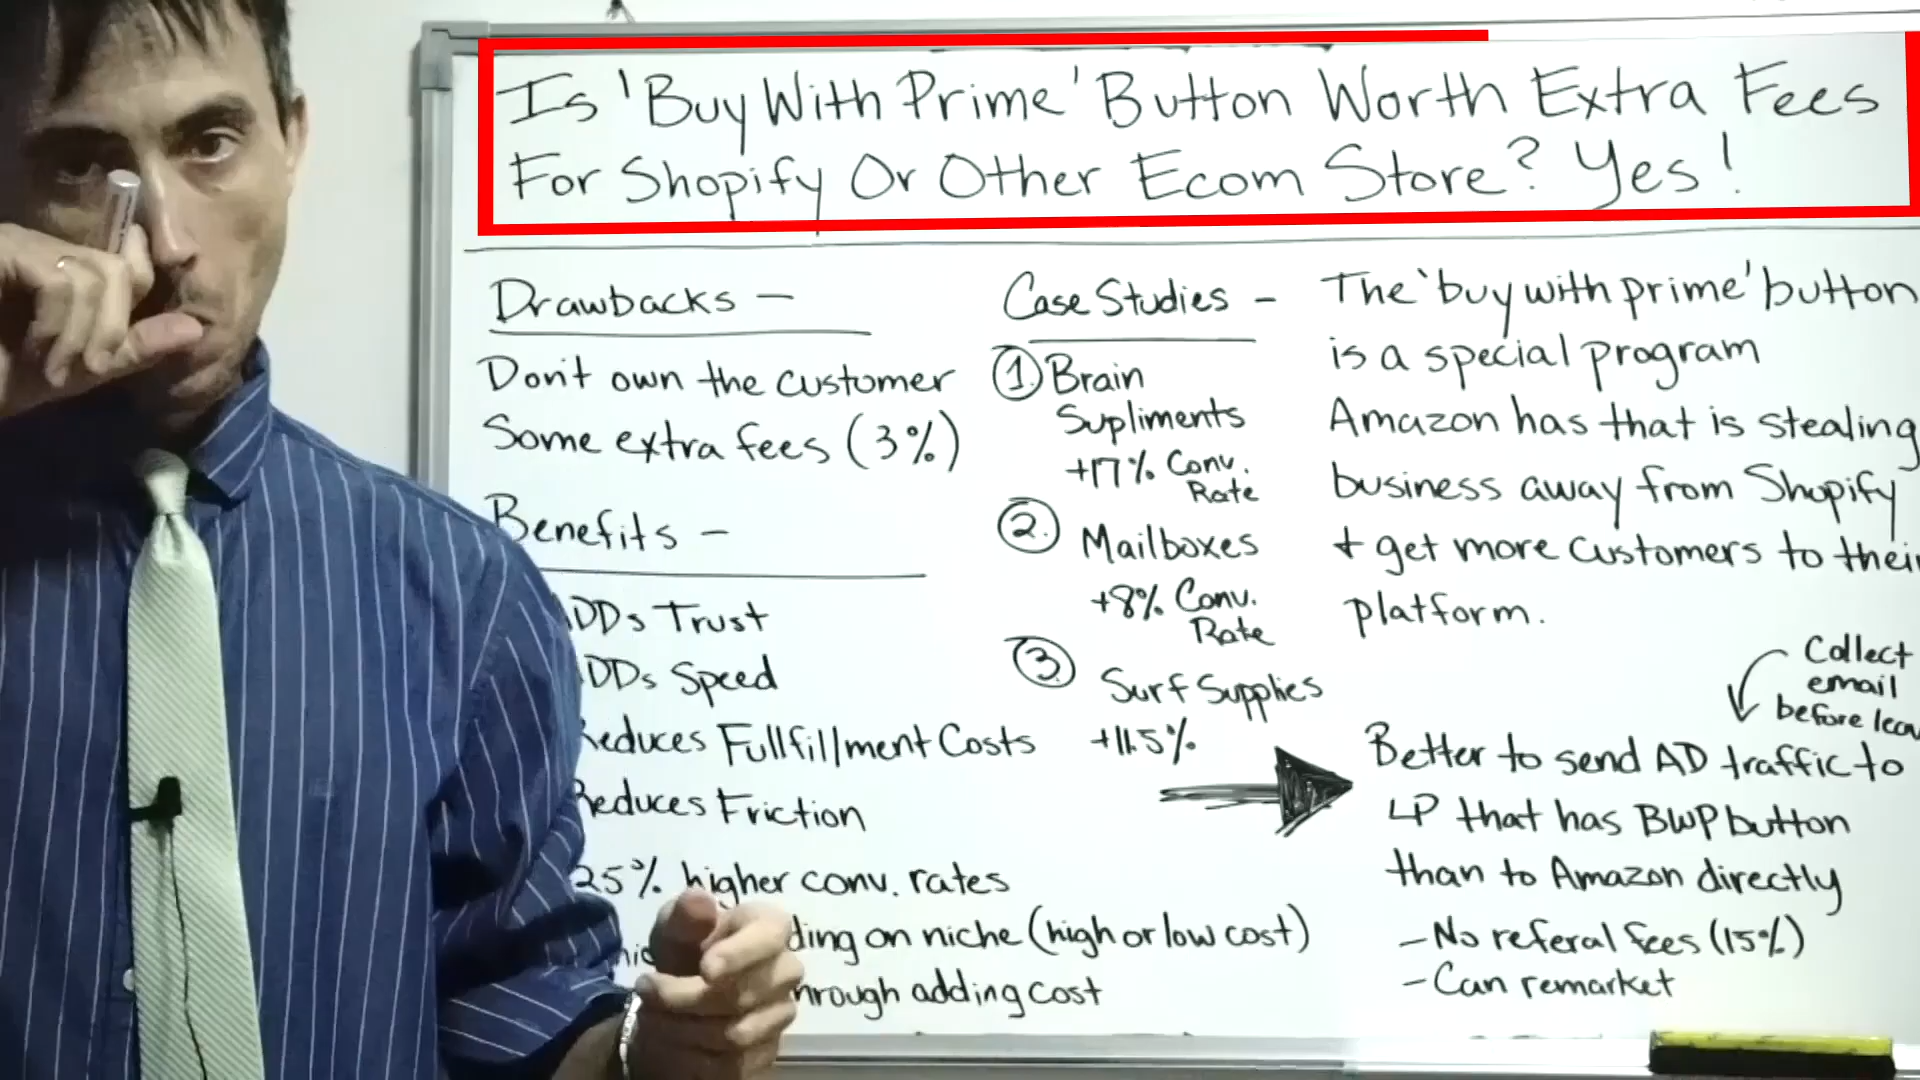 Is 'Buy With Prime' Button Worth Extra Fees
For Shopify Or Other Ecom Store? Yes!
Drawbacks -
Don't own the customer
Some extra fees (3%)
Benefits -
DDs Trust
DDs Speed
Reduces Fullfillment Costs
Reduces Friction
25% higher conv. rates
ding on niche (high or low cost)
hrough adding cost
Case Studies -
1. Brain
Supliments
+17% Conv.
Rate
2. Mailboxes
+8% Conv.
Rate
3. Surf Supplies
+11.5%
The 'buy with prime' button
is a special program
Amazon has that is stealing
business away from Shopify
+ get more customers to their
platform.
Collect
email
before leav
Better to send AD traffic to
LP that has BWP button
than to Amazon directly
- No referal fees (15%)
- Can remarket